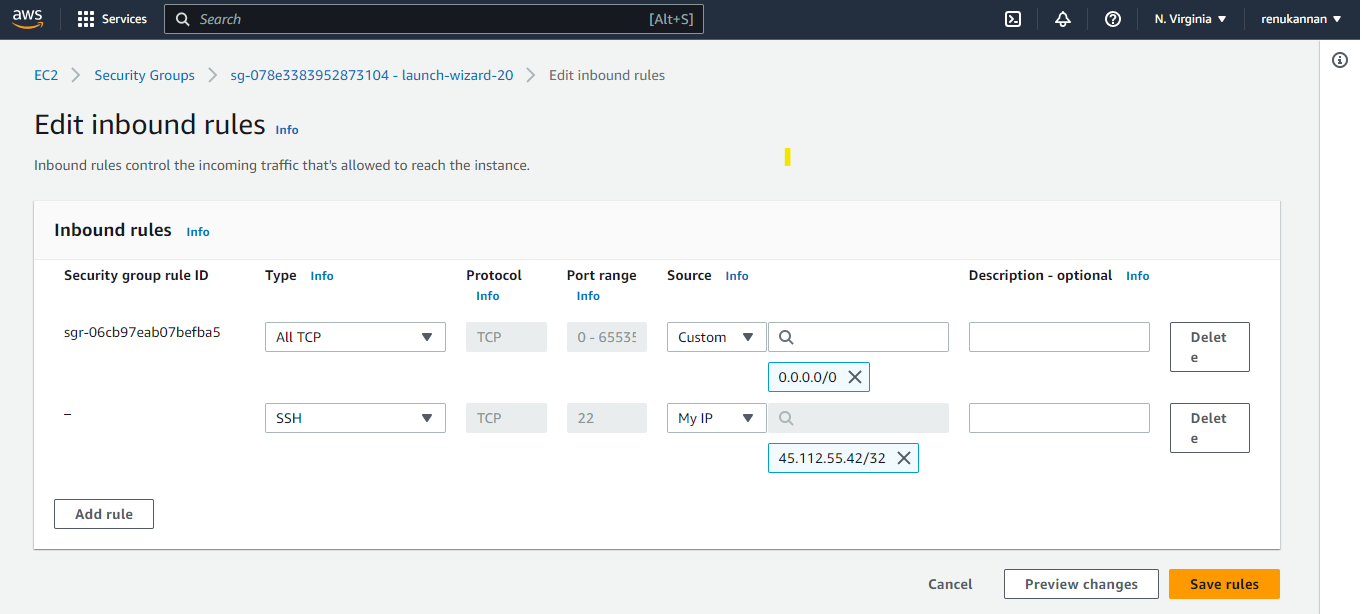 aws Services Search [Alt+S] N. Virginia renukannan
EC2 Security Groups sg-078e3383952873104 - launch-wizard-20 Edit inbound rules
Edit inbound rules Info
Inbound rules control the incoming traffic that's allowed to reach the instance.
Inbound rules Info
Security group rule ID Type Info Protocol Port range Source Info Description - optional Info
Info Info
sgr-06cb97eab07befba5 All TCP TCP 0 - 65535 Custom Delet
e
0.0.0.0/0
– SSH TCP 22 My IP Delet
e
45.112.55.42/32
Add rule
Cancel Preview changes Save rules